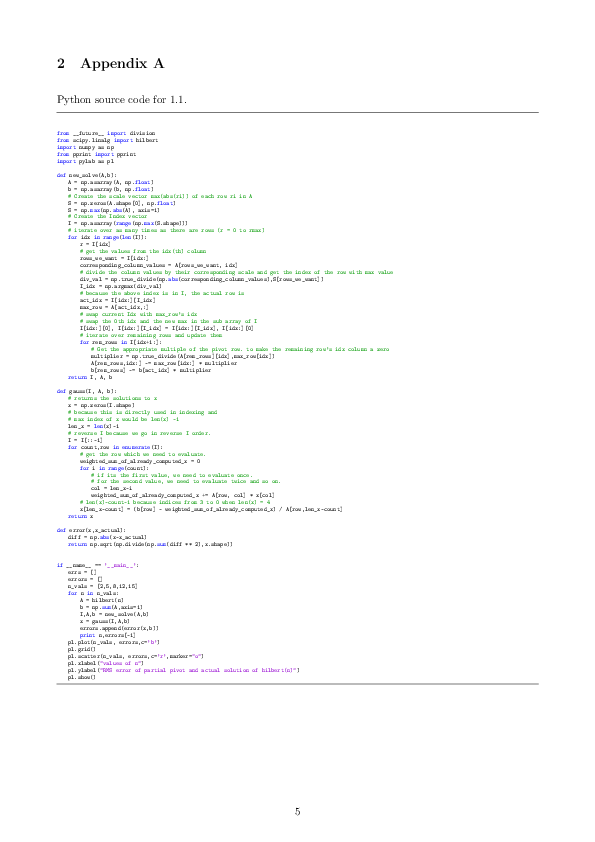 2 Appendix A
Python source code for 1.1.
from __future__ import division
from scipy.linalg import hilbert
import numpy as np
from pprint import pprint
import pylab as pl
def new_solve(A,b):
A = np.asarray(A, np.float)
b = np.asarray(b, np.float)
# Create the scale vector max(abs(ri)) of each row ri in A
S = np.zeros(A.shape[0], np.float)
S = np.max(np.abs(A), axis=1)
# Create the Index vector
I = np.asarray(range(np.max(S.shape)))
# iterate over as many times as there are rows (r = 0 to rmax)
for idx in range(len(I)):
r = I[idx]
# get the values from the idx(th) column
rows_we_want = I[idx:]
corresponding_column_values = A[rows_we_want, idx]
# divide the column values by their corresponding scale and get the index of the row with max value
div_val = np.true_divide(np.abs(corresponding_column_values),S[rows_we_want])
I_idx = np.argmax(div_val)
# because the above index is in I, the actual row is
act_idx = I[idx:][I_idx]
max_row = A[act_idx,:]
# swap current Idx with max_row's idx
# swap the 0th idx and the new max in the sub array of I
I[idx:][0], I[idx:][I_idx] = I[idx:][I_idx], I[idx:][0]
# iterate over remaining rows and update them
for rem_rows in I[idx+1:]:
# Get the appropriate multiple of the pivot row. to make the remaining row's idx column a zero
multiplier = np.true_divide(A[rem_rows][idx],max_row[idx])
A[rem_rows,idx:] -= max_row[idx:] * multiplier
b[rem_rows] -= b[act_idx] * multiplier
return I, A, b
def gauss(I, A, b):
# returns the solutions to x
x = np.zeros(I.shape)
# because this is directly used in indexing and
# max index of x would be len(x) -1
len_x = len(x)-1
# reverse I because we go in reverse I order.
I = I[::-1]
for count,row in enumerate(I):
# get the row which we need to evaluate.
weighted_sum_of_already_computed_x = 0
for i in range(count):
# if its the first value, we need to evaluate once.
# for the second value, we need to evaluate twice and so on.
col = len_x-i
weighted_sum_of_already_computed_x += A[row, col] * x[col]
# len(x)-count-1 because indices from 3 to 0 when len(x) = 4
x[len_x-count] = (b[row] - weighted_sum_of_already_computed_x) / A[row,len_x-count]
return x
def error(x,x_actual):
diff = np.abs(x-x_actual)
return np.sqrt(np.divide(np.sum(diff ** 2),x.shape))
if __name__ == '__main__':
errs = []
errors = []
n_vals = [2,5,8,12,15]
for n in n_vals:
A = hilbert(n)
b = np.sum(A,axis=1)
I,A,b = new_solve(A,b)
x = gauss(I,A,b)
errors.append(error(x,b))
print n,errors[-1]
pl.plot(n_vals, errors,c='b')
pl.grid()
pl.scatter(n_vals, errors,c='r',marker="o")
pl.xlabel("values of n")
pl.ylabel("RMS error of partial pivot and actual solution of hilbert(n)")
pl.show()
5